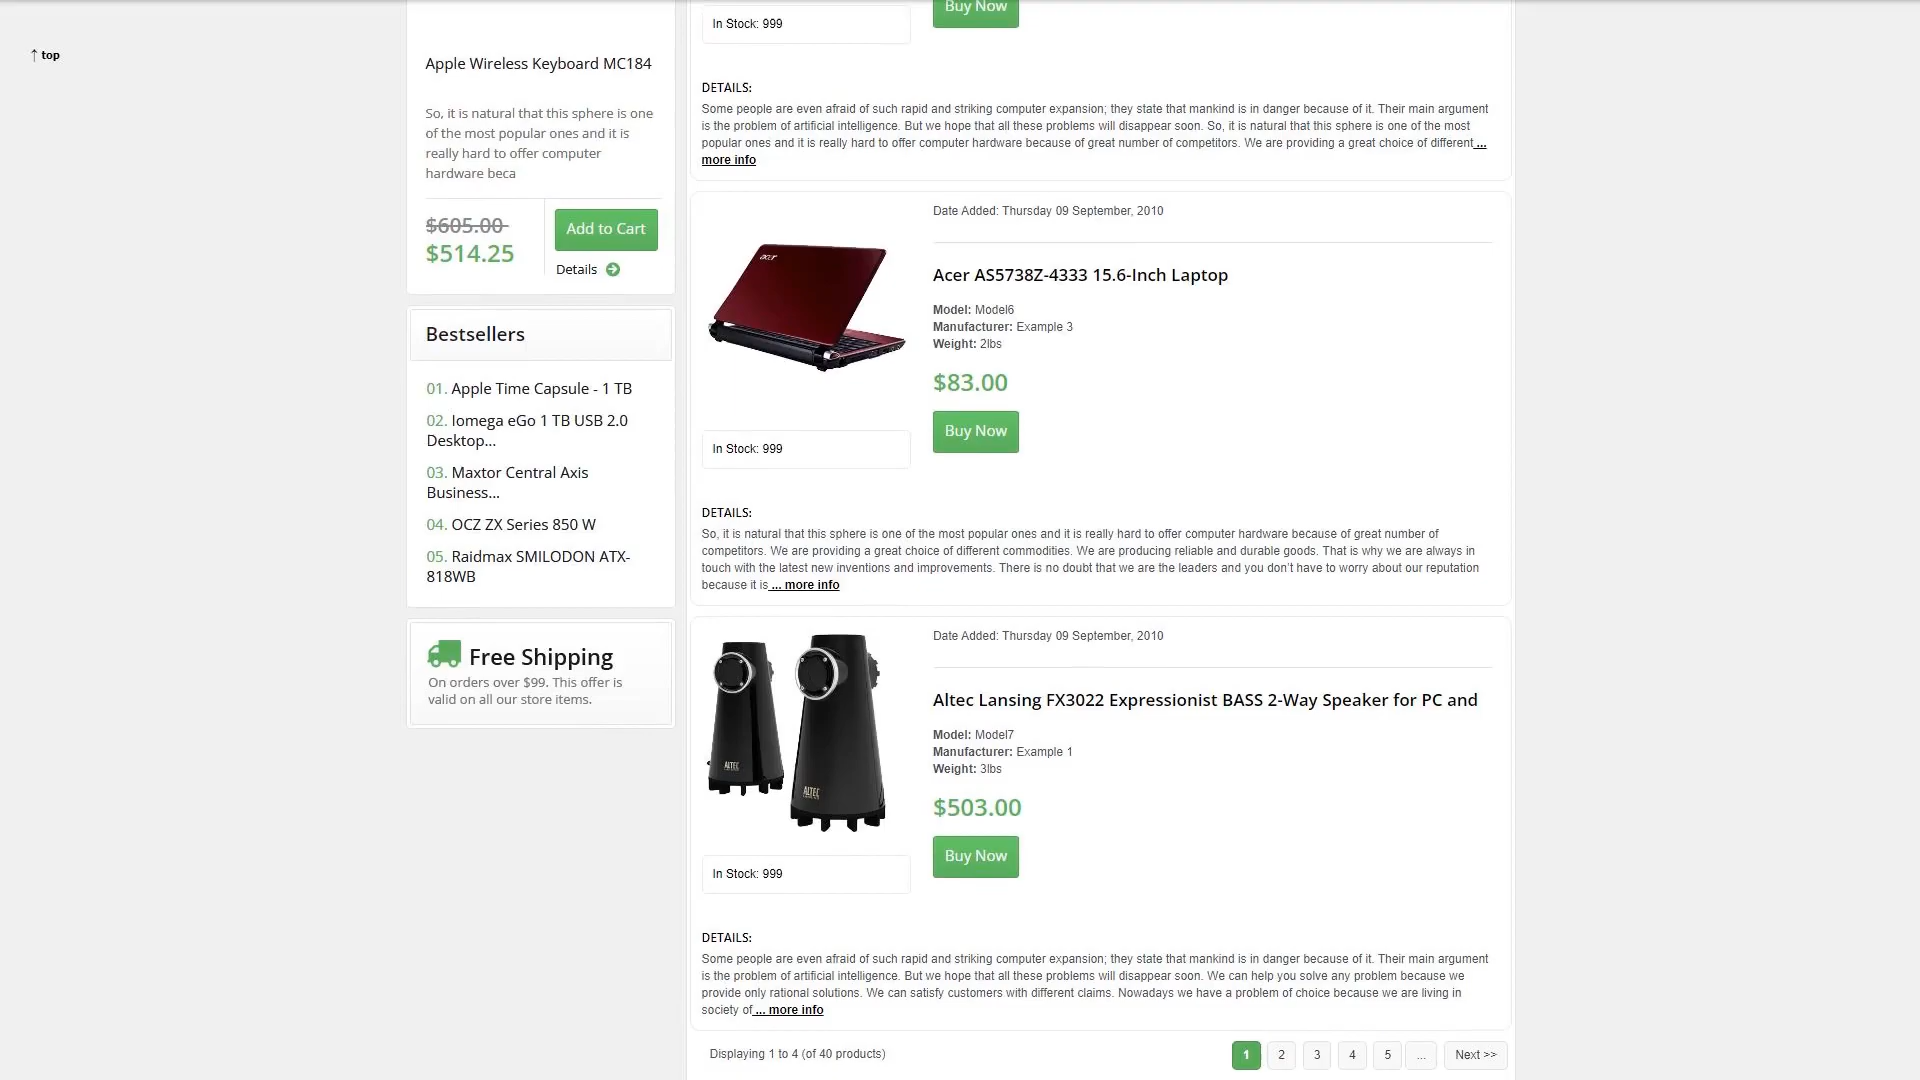 ↑ top
Apple Wireless Keyboard MC184
So, it is natural that this sphere is one
of the most popular ones and it is
really hard to offer computer
hardware beca
$605.00
$514.25
Add to Cart
Details
Bestsellers
01. Apple Time Capsule - 1 TB
02. Iomega eGo 1 TB USB 2.0
Desktop...
03. Maxtor Central Axis
Business...
04. OCZ ZX Series 850 W
05. Raidmax SMILODON ATX-
818WB
Free Shipping
On orders over $99. This offer is
valid on all our store items.
Buy Now
In Stock: 999
DETAILS:
Some people are even afraid of such rapid and striking computer expansion; they state that mankind is in danger because of it. Their main argument
is the problem of artificial intelligence. But we hope that all these problems will disappear soon. So, it is natural that this sphere is one of the most
popular ones and it is really hard to offer computer hardware because of great number of competitors. We are providing a great choice of different ...
more info
Date Added: Thursday 09 September, 2010
acer
Acer AS5738Z-4333 15.6-Inch Laptop
Model: Model6
Manufacturer: Example 3
Weight: 2lbs
$83.00
Buy Now
In Stock: 999
DETAILS:
So, it is natural that this sphere is one of the most popular ones and it is really hard to offer computer hardware because of great number of
competitors. We are providing a great choice of different commodities. We are producing reliable and durable goods. That is why we are always in
touch with the latest new inventions and improvements. There is no doubt that we are the leaders and you don't have to worry about our reputation
because it is ... more info
Date Added: Thursday 09 September, 2010
Altec Lansing FX3022 Expressionist BASS 2-Way Speaker for PC and
Model: Model7
Manufacturer: Example 1
Weight: 3lbs
$503.00
Buy Now
ALTEC
ALTEC
In Stock: 999
DETAILS:
Some people are even afraid of such rapid and striking computer expansion; they state that mankind is in danger because of it. Their main argument
is the problem of artificial intelligence. But we hope that all these problems will disappear soon. We can help you solve any problem because we
provide only rational solutions. We can satisfy customers with different claims. Nowadays we have a problem of choice because we are living in
society of ... more info
Displaying 1 to 4 (of 40 products)
1 2 3 4 5 ... Next >>